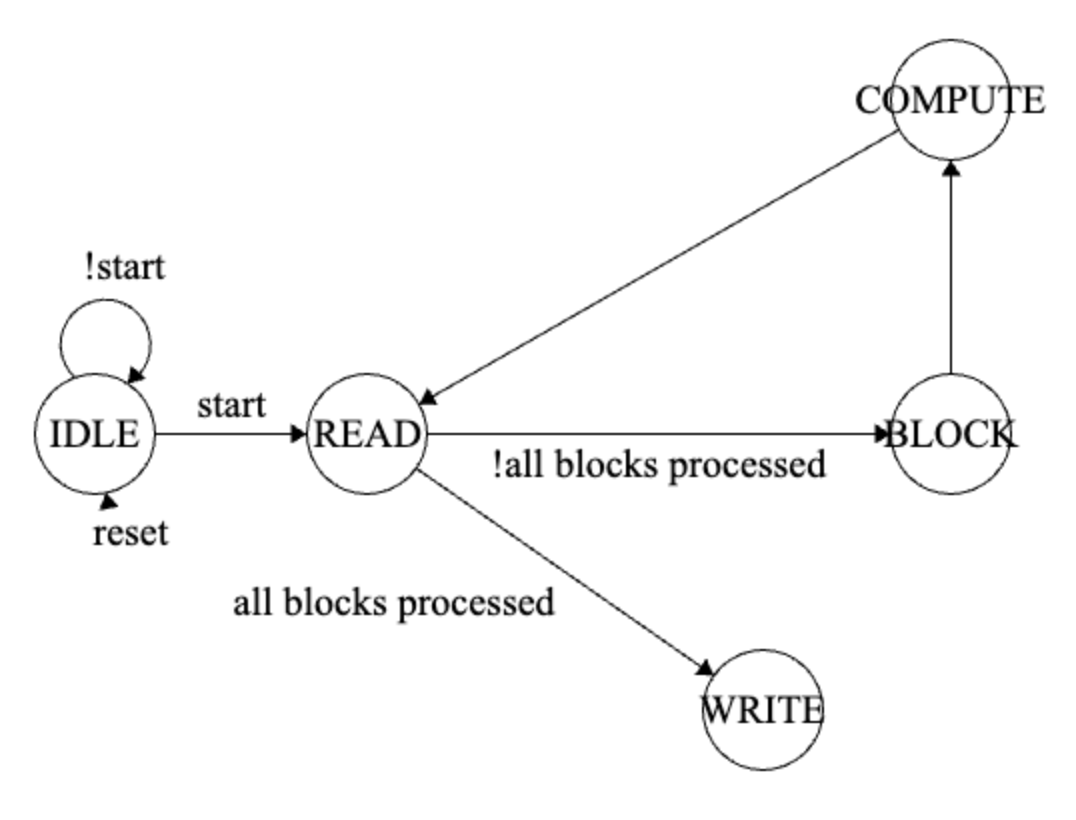 COMPUTE
!start
start
IDLE
READ
BLOCK
!all blocks processed
reset
all blocks processed
WRITE